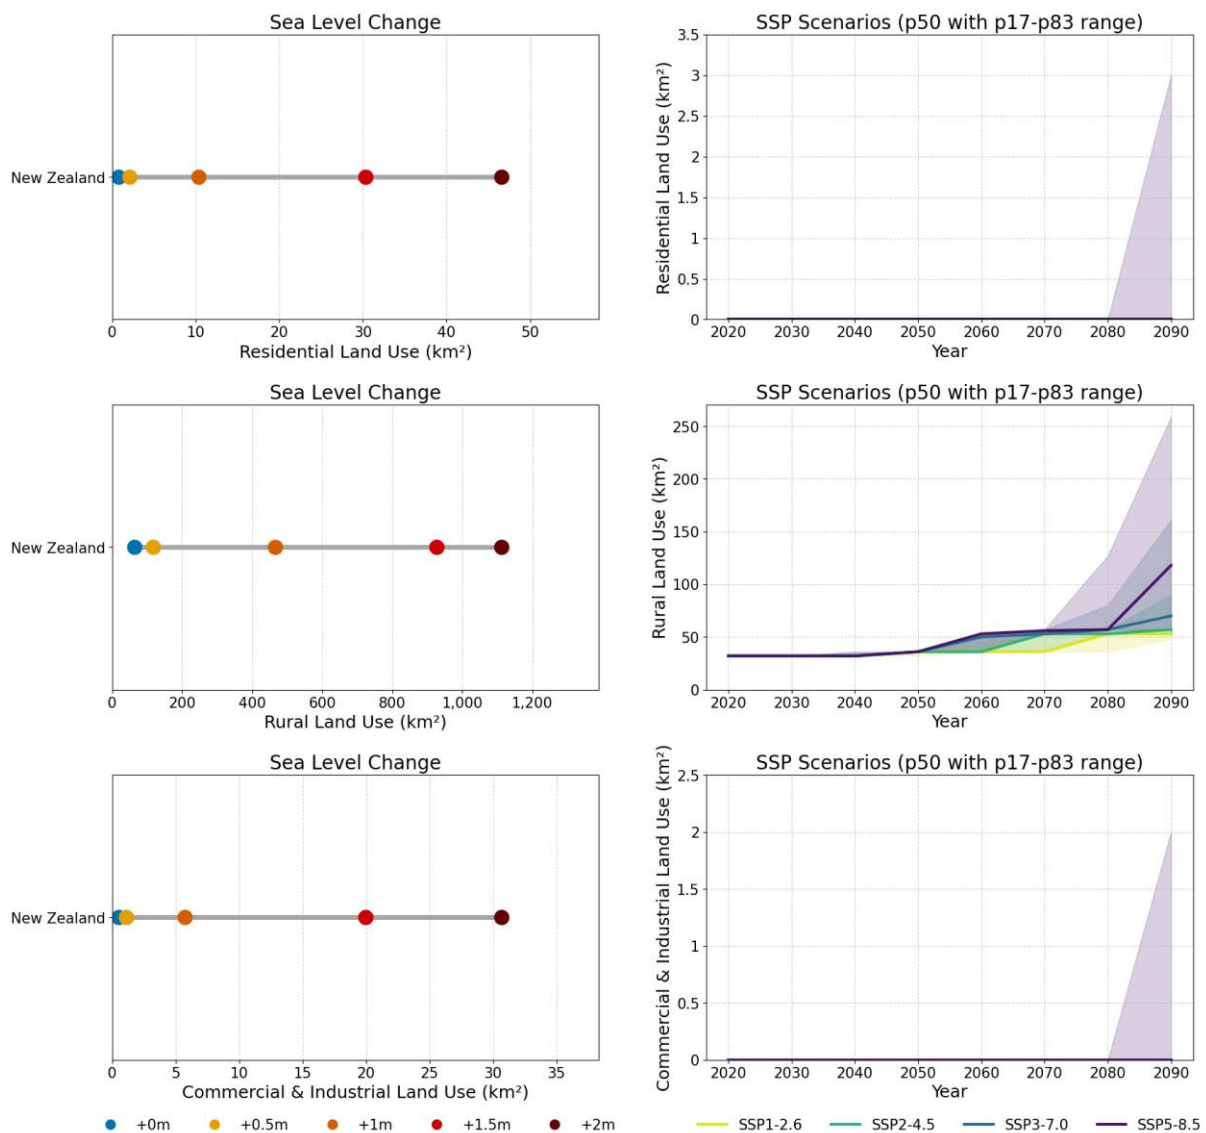 Sea Level Change
New Zealand
0 10 20 30 40 50
Residential Land Use (km²)
SSP Scenarios (p50 with p17-p83 range)
3.5
3
2.5
2
1.5
1
0.5
0
Residential Land Use (km²)
2020 2030 2040 2050 2060 2070 2080 2090
Year
Sea Level Change
New Zealand
0 200 400 600 800 1,000 1,200
Rural Land Use (km²)
SSP Scenarios (p50 with p17-p83 range)
250
200
150
100
50
0
Rural Land Use (km²)
2020 2030 2040 2050 2060 2070 2080 2090
Year
Sea Level Change
New Zealand
0 5 10 15 20 25 30 35
Commercial & Industrial Land Use (km²)
SSP Scenarios (p50 with p17-p83 range)
2.5
2
1.5
1
0.5
0
Commercial & Industrial Land Use (km²)
2020 2030 2040 2050 2060 2070 2080 2090
Year
+0m +0.5m +1m +1.5m +2m
SSP1-2.6 SSP2-4.5 SSP3-7.0 SSP5-8.5